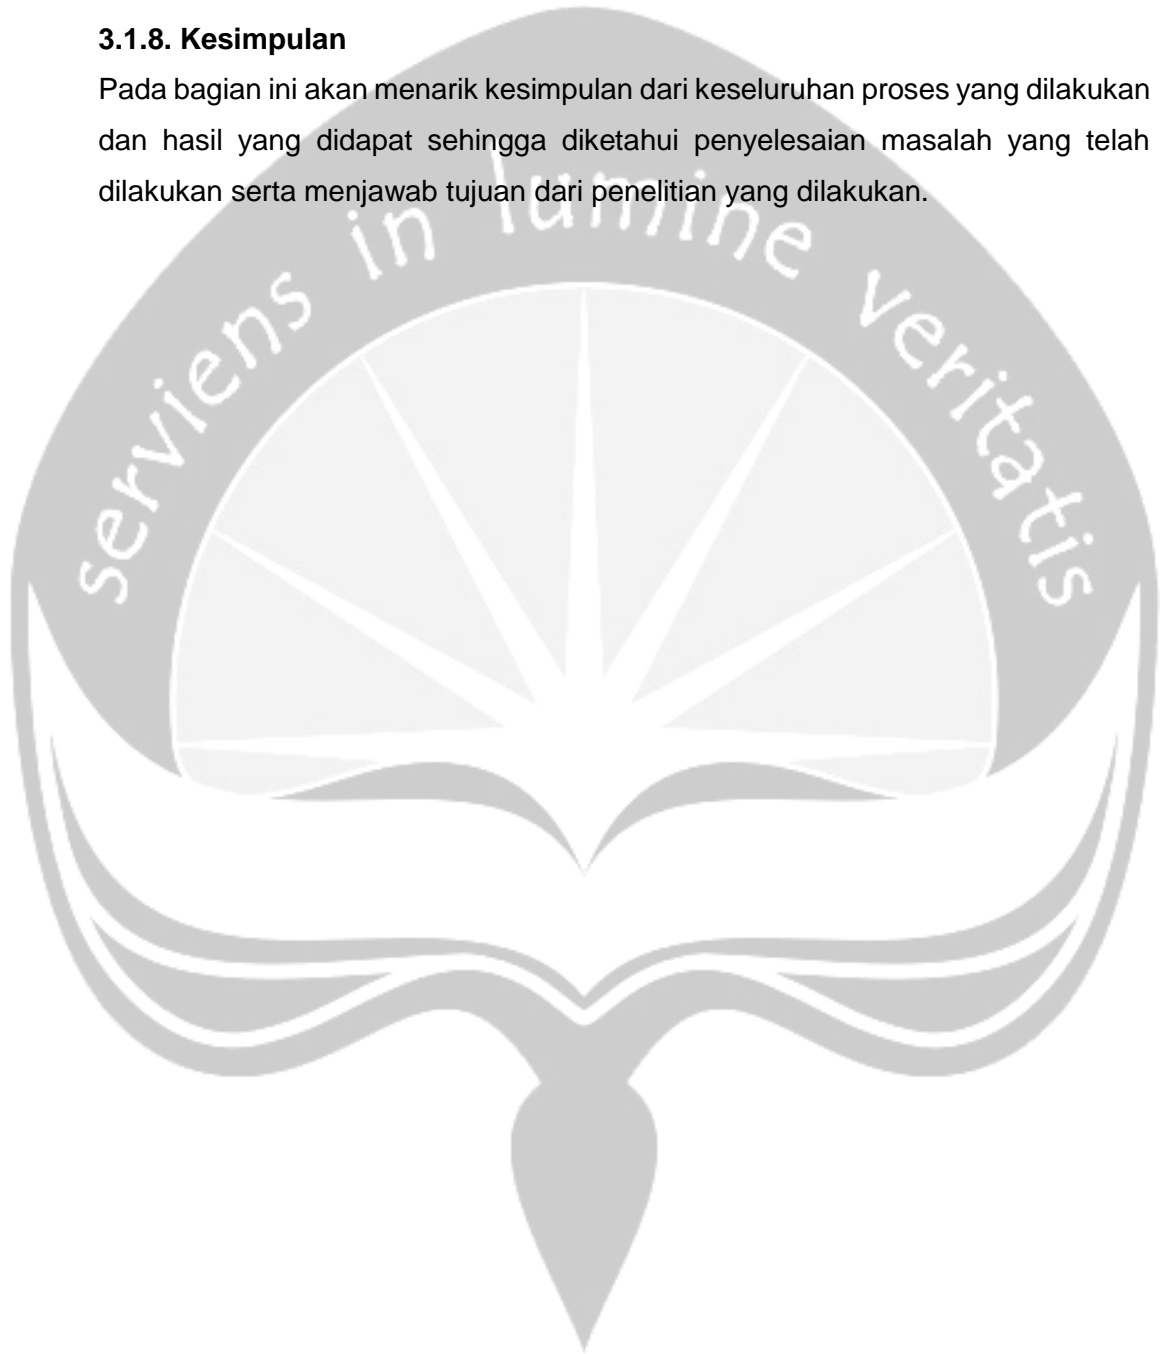 3.1.8. Kesimpulan
Pada bagian ini akan menarik kesimpulan dari keseluruhan proses yang dilakukan
dan hasil yang didapat sehingga diketahui penyelesaian masalah yang telah
dilakukan serta menjawab tujuan dari penelitian yang dilakukan.
serviens in lumine veritatis